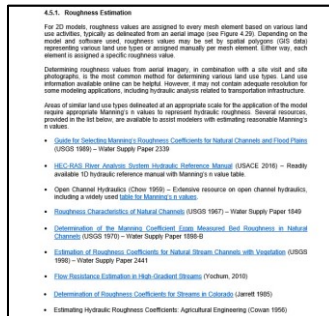 4.5.1. Roughness Estimation
For 2D models, roughness values are assigned to every mesh element based on various land
use activities, typically as delineated from an aerial image (see Figure 4.29). Depending on the
model and software used, roughness values may be set by spatial polygons (GIS data)
representing various land use types or assigned manually per mesh element. Either way, each
element is assigned a specific roughness value.
Determining roughness values from aerial imagery, in combination with a site visit and site
photographs, is the most common method for determining various land use types. Land use
information available online can be helpful. However, it may not contain adequate resolution for
some modeling applications, including hydraulic analysis related to transportation infrastructure.
Areas of similar land use types delineated at an appropriate scale for the application of the model
require appropriate Manning's n values to represent hydraulic roughness. Several resources,
provided in the list below, are available to assist modelers with estimating reasonable Manning's
n values.
• Guide for Selecting Manning's Roughness Coefficients for Natural Channels and Flood Plains
(USGS 1989) – Water Supply Paper 2339
• HEC-RAS River Analysis System Hydraulic Reference Manual (USACE 2016) – Readily
available 1D hydraulic reference manual with Manning's n value table
• Open Channel Hydraulics (Chow 1959) – Extensive resource on open channel hydraulics,
including a widely used table for Manning's n values.
• Roughness Characteristics of Natural Channels (USGS 1967) – Water Supply Paper 1849
• Determination of the Manning Coefficient from Measured Bed Roughness in Natural
Channels (USGS 1970) – Water Supply Paper 1898-B
• Estimation of Roughness Coefficients for Natural Stream Channels with Vegetation (USGS
1998) – Water Supply Paper 2441
• Flow Resistance Estimation in High-Gradient Streams (Yochum, 2010)
• Determination of Roughness Coefficients for Streams in Colorado (Jarrett 1985)
• Estimating Hydraulic Roughness Coefficients: Agricultural Engineering (Cowan 1956)